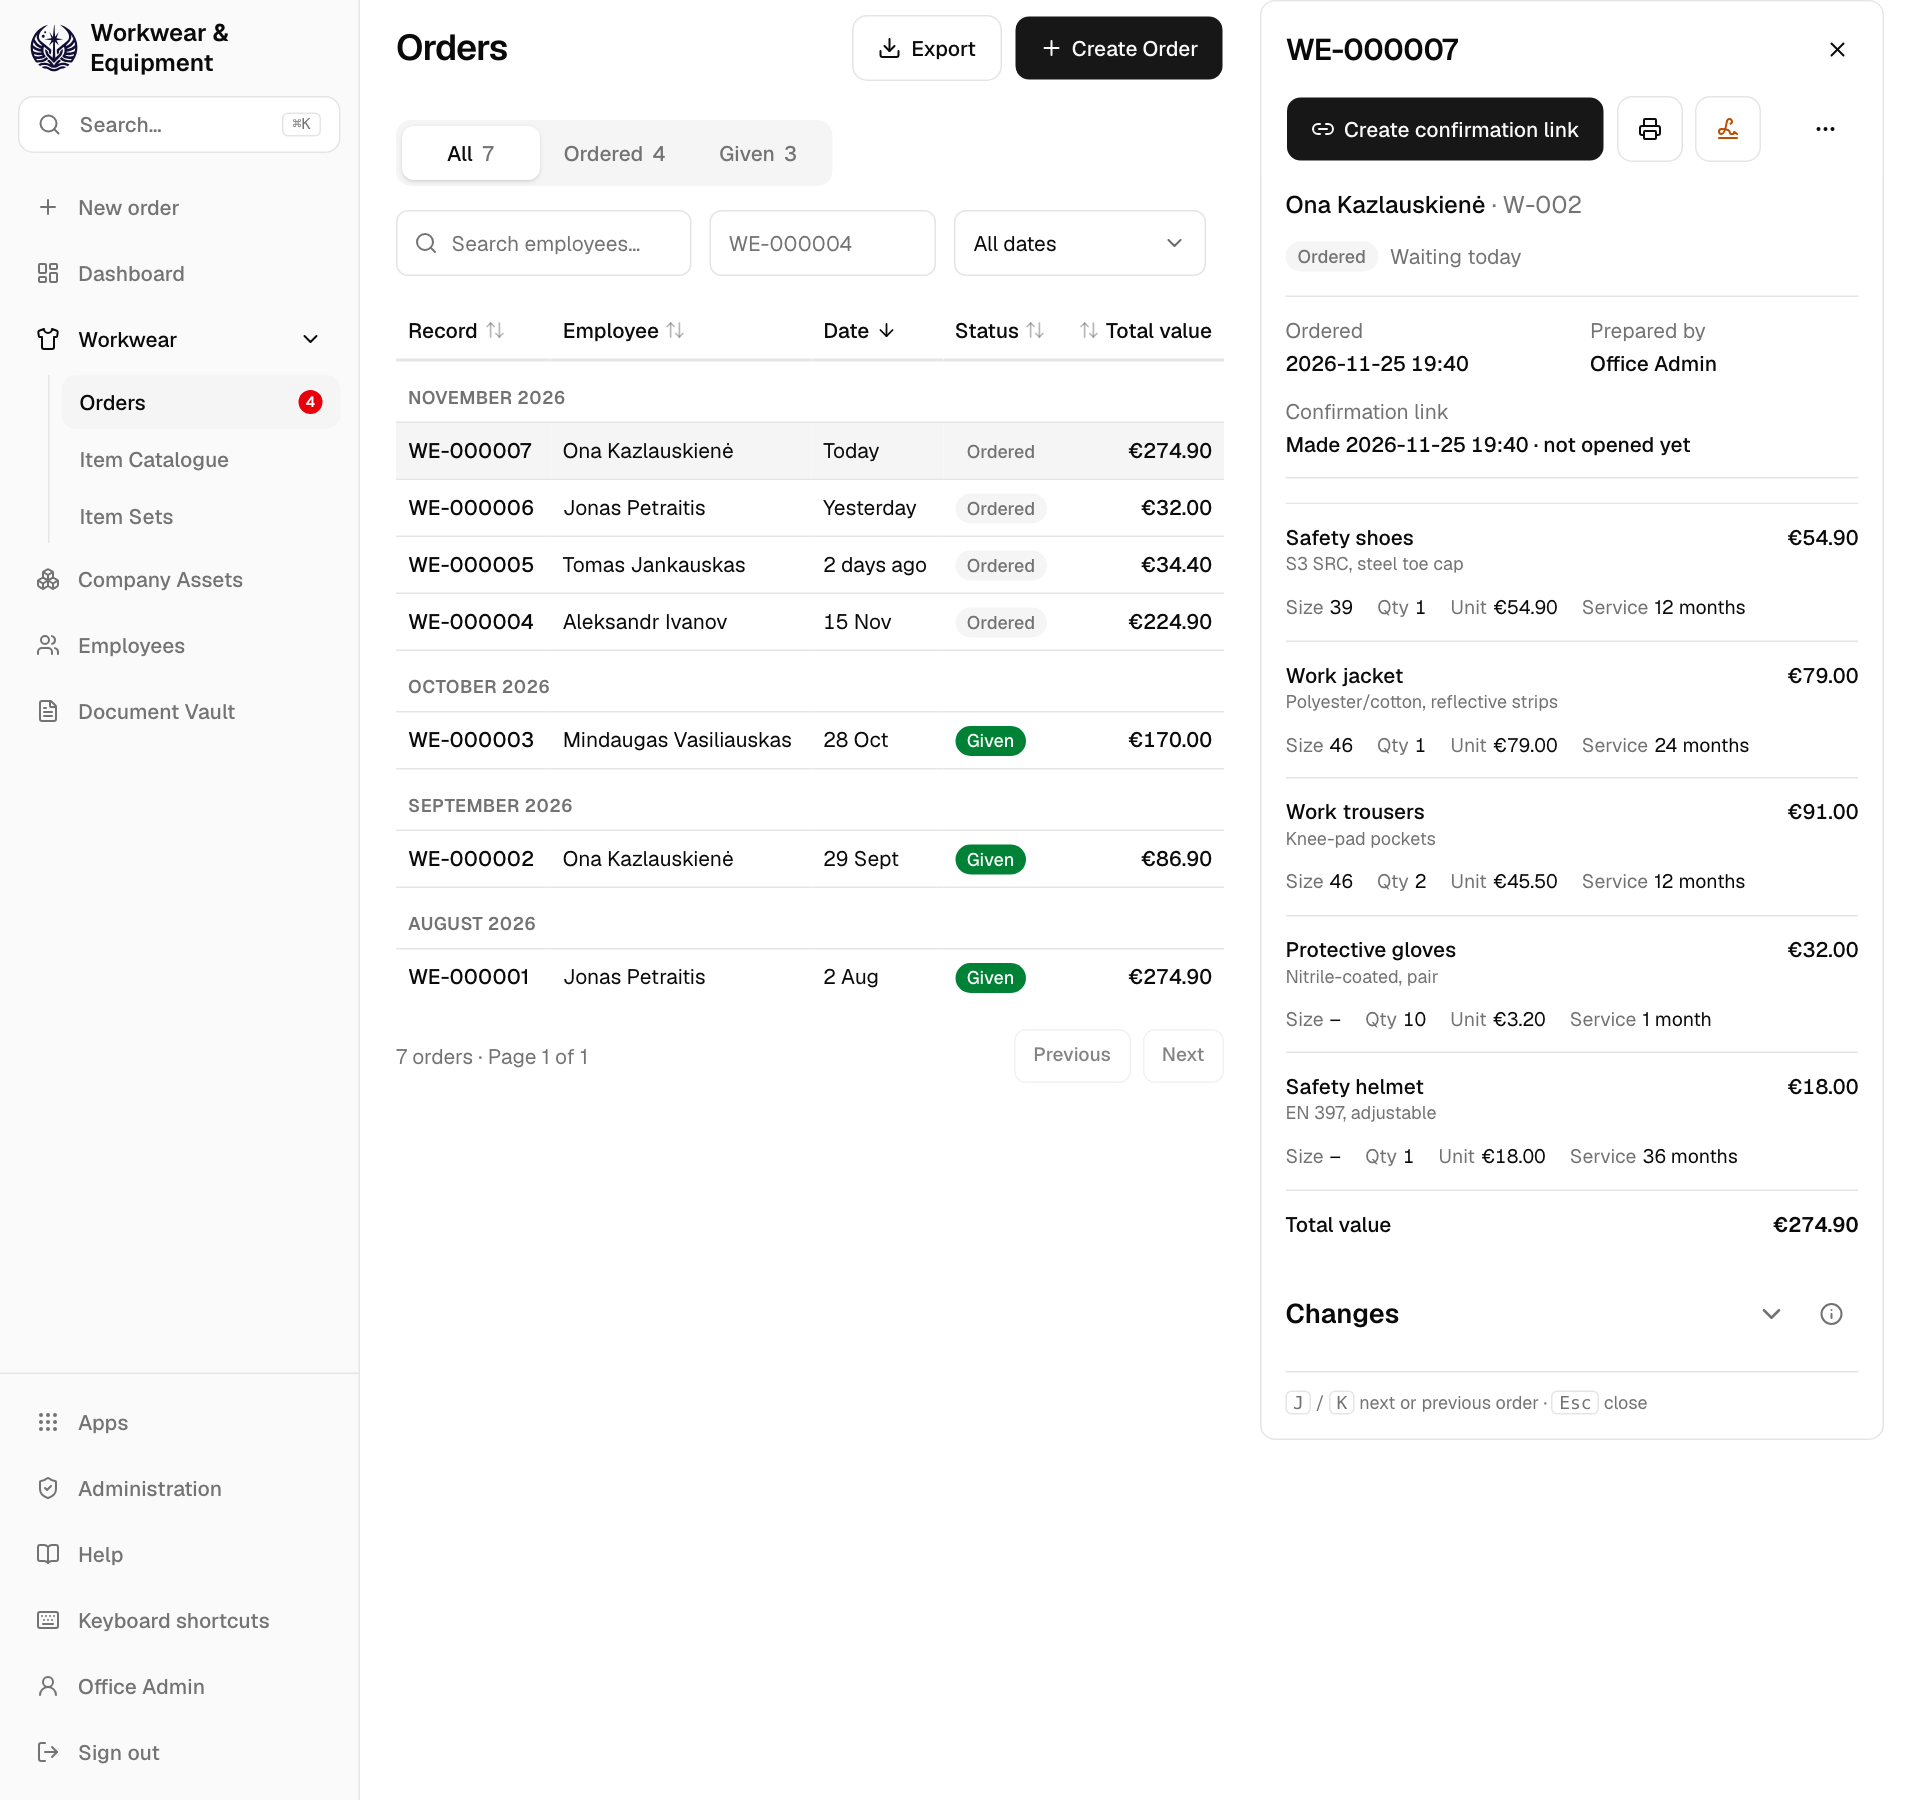 Workwear &
Equipment
Search... ⌘K
New order
Dashboard
Workwear
Orders 4
Item Catalogue
Item Sets
Company Assets
Employees
Document Vault
Apps
Administration
Help
Keyboard shortcuts
Office Admin
Sign out
Orders
Export
Create Order
All 7 Ordered 4 Given 3
Search employees... WE-000004 All dates
Record Employee Date Status Total value
NOVEMBER 2026
WE-000007 Ona Kazlauskienė Today Ordered €274.90
WE-000006 Jonas Petraitis Yesterday Ordered €32.00
WE-000005 Tomas Jankauskas 2 days ago Ordered €34.40
WE-000004 Aleksandr Ivanov 15 Nov Ordered €224.90
OCTOBER 2026
WE-000003 Mindaugas Vasiliauskas 28 Oct Given €170.00
SEPTEMBER 2026
WE-000002 Ona Kazlauskienė 29 Sept Given €86.90
AUGUST 2026
WE-000001 Jonas Petraitis 2 Aug Given €274.90
7 orders · Page 1 of 1 Previous Next
WE-000007
Create confirmation link
Ona Kazlauskienė · W-002
Ordered Waiting today
Ordered Prepared by
2026-11-25 19:40 Office Admin
Confirmation link
Made 2026-11-25 19:40 · not opened yet
Safety shoes €54.90
S3 SRC, steel toe cap
Size 39 Qty 1 Unit €54.90 Service 12 months
Work jacket €79.00
Polyester/cotton, reflective strips
Size 46 Qty 1 Unit €79.00 Service 24 months
Work trousers €91.00
Knee-pad pockets
Size 46 Qty 2 Unit €45.50 Service 12 months
Protective gloves €32.00
Nitrile-coated, pair
Size – Qty 10 Unit €3.20 Service 1 month
Safety helmet €18.00
EN 397, adjustable
Size – Qty 1 Unit €18.00 Service 36 months
Total value €274.90
Changes
J / K next or previous order · Esc close